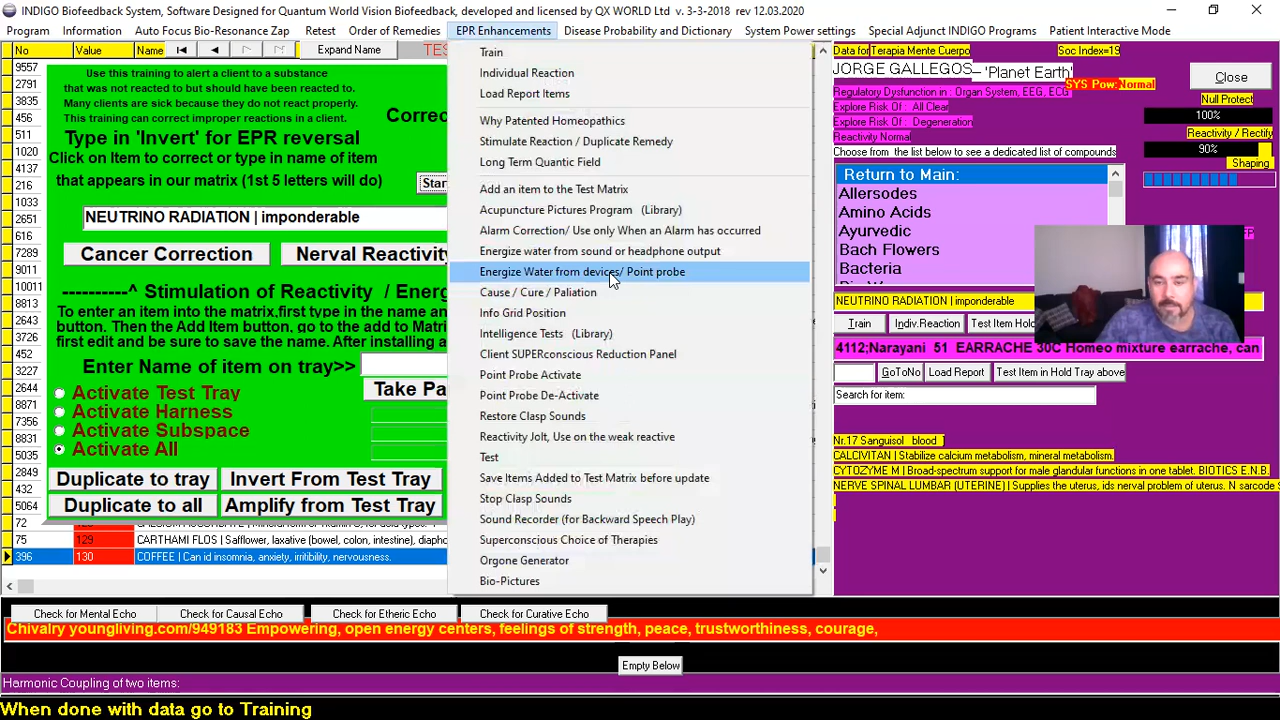 INDIGO Biofeedback System, Software Designed for Quantum World Vision Biofeedback, developed and licensed by QX WORLD Ltd v. 3-3-2018 rev 12.03.2020
Program Information Auto Focus Bio-Resonance Zap Retest Order of Remedies EPR Enhancements Disease Probability and Dictionary System Power settings Special Adjunct INDIGO Programs Patient Interactive Mode
No Value Name Expand Name
9557
2791
3835
456
511
1020
4137
216
1033
2651
616
7289
9011
10011
8813
3726
452
3227
2644
8871
7356
8831
5035
2849
432
5064
72
75 129 CARTHAMI FLOS | Safflower, laxative (bowel, colon, intestine), diapho
396 130 COFFEE | Can id insomnia, anxiety, irritibility, nervousness.
Use this training to alert a client to a substance
that was not reacted to but should have been reacted to.
Many clients are sick because they do not react properly.
This training can correct improper reactions in a client.
Correc
Type in 'Invert' for EPR reversal
Click on Item to correct or type in name of item
that appears in our matrix (1st 5 letters will do)
Star
NEUTRINO RADIATION | imponderable
Cancer Correction Nerval Reactivity
----------^ Stimulation of Reactivity / Energ
To enter an item into the matrix,first type in the name an
button. Then the Add Item button, go to the add to Matri
first edit and be sure to save the name. After installing a
Enter Name of item on tray>>
Activate Test Tray
Take Pa
Activate Harness
Activate Subspace
Activate All
Duplicate to tray Invert From Test Tray
Duplicate to all Amplify from Test Tray
Train
Individual Reaction
Load Report Items
Why Patented Homeopathics
Stimulate Reaction / Duplicate Remedy
Long Term Quantic Field
Add an item to the Test Matrix
Acupuncture Pictures Program (Library)
Alarm Correction/ Use only When an Alarm has occurred
Energize water from sound or headphone output
Energize Water from devices/ Point probe
Cause / Cure / Paliation
Info Grid Position
Intelligence Tests (Library)
Client SUPERconscious Reduction Panel
Point Probe Activate
Point Probe De-Activate
Restore Clasp Sounds
Reactivity Jolt, Use on the weak reactive
Test
Save Items Added to Test Matrix before update
Stop Clasp Sounds
Sound Recorder (for Backward Speech Play)
Superconscious Choice of Therapies
Orgone Generator
Bio-Pictures
Data for Terapia Mente Cuerpo Soc Index=19
JORGE GALLEGOS – 'Planet Earth'
SYS Pow:Normal
Close
Regulatory Dysfunction in : Organ System, EEG, ECG
Explore Risk Of : All Clear
Explore Risk Of : Degeneration
Reactivity Normal
Null Protect
100%
Reactivity / Rectify
90%
Shaping
Choose from the list below to see a dedicated list of compounds
Return to Main:
Allersodes
Amino Acids
Ayurvedic
Bach Flowers
Bacteria
NEUTRINO RADIATION | imponderable
Train Indiv.Reaction Test Item Hold
4112;Narayani 51 EARRACHE 30C Homeo mixture earrache, can
GoToNo Load Report Test Item in Hold Tray above
Search for item:
Nr.17 Sanguisol blood
CALCIVITAN | Stabilize calcium metabolism, mineral metabolism.
CYTOZYME M | Broad-spectrum support for male glandular functions in one tablet. BIOTICS E.N.B.
NERVE SPINAL LUMBAR (UTERINE) | Supplies the uterus, ids nerval problem of uterus. N sarcode S
Check for Mental Echo Check for Causal Echo Check for Etheric Echo Check for Curative Echo
Chivalry youngliving.com/949183 Empowering, open energy centers, feelings of strength, peace, trustworthiness, courage,
Empty Below
Harmonic Coupling of two items:
When done with data go to Training